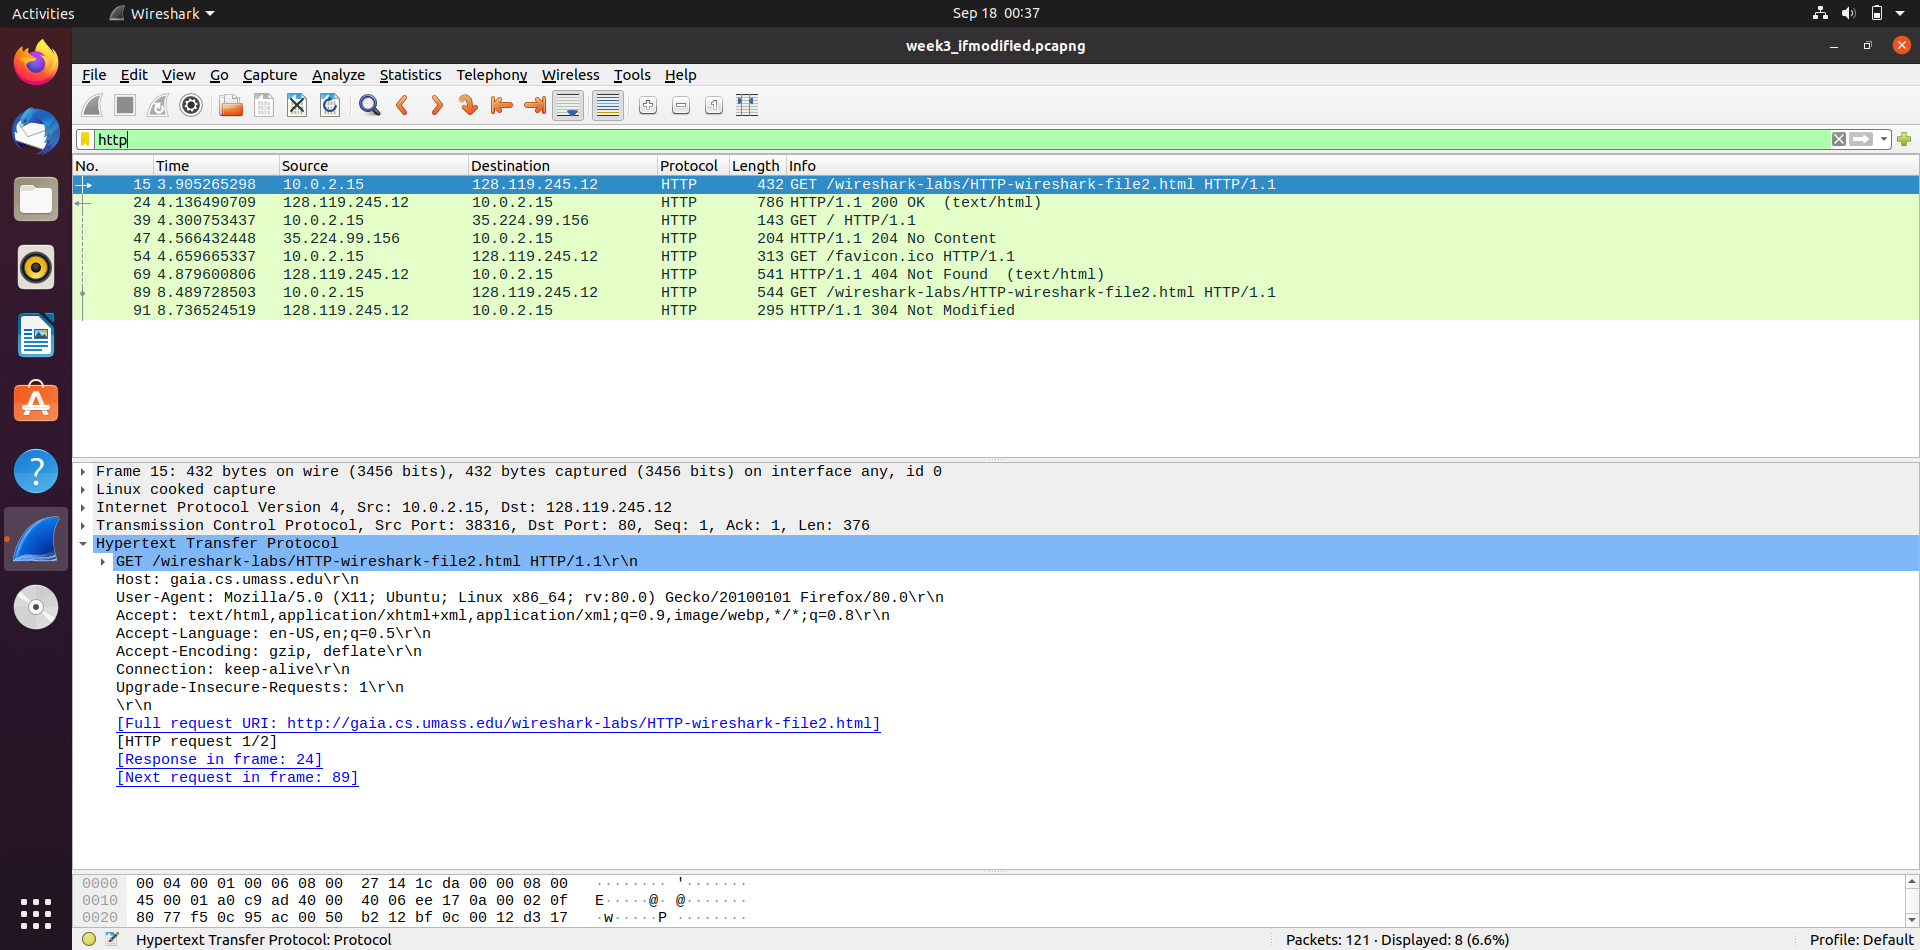 Activities Wireshark Sep 18 00:37
week3_ifmodified.pcapng
File Edit View Go Capture Analyze Statistics Telephony Wireless Tools Help
http
No. Time Source Destination Protocol Length Info
15 3.905265298 10.0.2.15 128.119.245.12 HTTP 432 GET /wireshark-labs/HTTP-wireshark-file2.html HTTP/1.1
24 4.136490709 128.119.245.12 10.0.2.15 HTTP 786 HTTP/1.1 200 OK (text/html)
39 4.300753437 10.0.2.15 35.224.99.156 HTTP 143 GET / HTTP/1.1
47 4.566432448 35.224.99.156 10.0.2.15 HTTP 204 HTTP/1.1 204 No Content
54 4.659665337 10.0.2.15 128.119.245.12 HTTP 313 GET /favicon.ico HTTP/1.1
69 4.879600806 128.119.245.12 10.0.2.15 HTTP 541 HTTP/1.1 404 Not Found (text/html)
89 8.489728503 10.0.2.15 128.119.245.12 HTTP 544 GET /wireshark-labs/HTTP-wireshark-file2.html HTTP/1.1
91 8.736524519 128.119.245.12 10.0.2.15 HTTP 295 HTTP/1.1 304 Not Modified
Frame 15: 432 bytes on wire (3456 bits), 432 bytes captured (3456 bits) on interface any, id 0
Linux cooked capture
Internet Protocol Version 4, Src: 10.0.2.15, Dst: 128.119.245.12
Transmission Control Protocol, Src Port: 38316, Dst Port: 80, Seq: 1, Ack: 1, Len: 376
Hypertext Transfer Protocol
GET /wireshark-labs/HTTP-wireshark-file2.html HTTP/1.1\r\n
Host: gaia.cs.umass.edu\r\n
User-Agent: Mozilla/5.0 (X11; Ubuntu; Linux x86_64; rv:80.0) Gecko/20100101 Firefox/80.0\r\n
Accept: text/html,application/xhtml+xml,application/xml;q=0.9,image/webp,*/*;q=0.8\r\n
Accept-Language: en-US,en;q=0.5\r\n
Accept-Encoding: gzip, deflate\r\n
Connection: keep-alive\r\n
Upgrade-Insecure-Requests: 1\r\n
\r\n
[Full request URI: http://gaia.cs.umass.edu/wireshark-labs/HTTP-wireshark-file2.html]
[HTTP request 1/2]
[Response in frame: 24]
[Next request in frame: 89]
0000 00 04 00 01 00 06 08 00 27 14 1c da 00 00 08 00 ········ '·······
0010 45 00 01 a0 c9 ad 40 00 40 06 ee 17 0a 00 02 0f E·····@· @·······
0020 80 77 f5 0c 95 ac 00 50 b2 12 bf 0c 00 12 d3 17 ·w·····P ········
Hypertext Transfer Protocol: Protocol Packets: 121 · Displayed: 8 (6.6%) Profile: Default